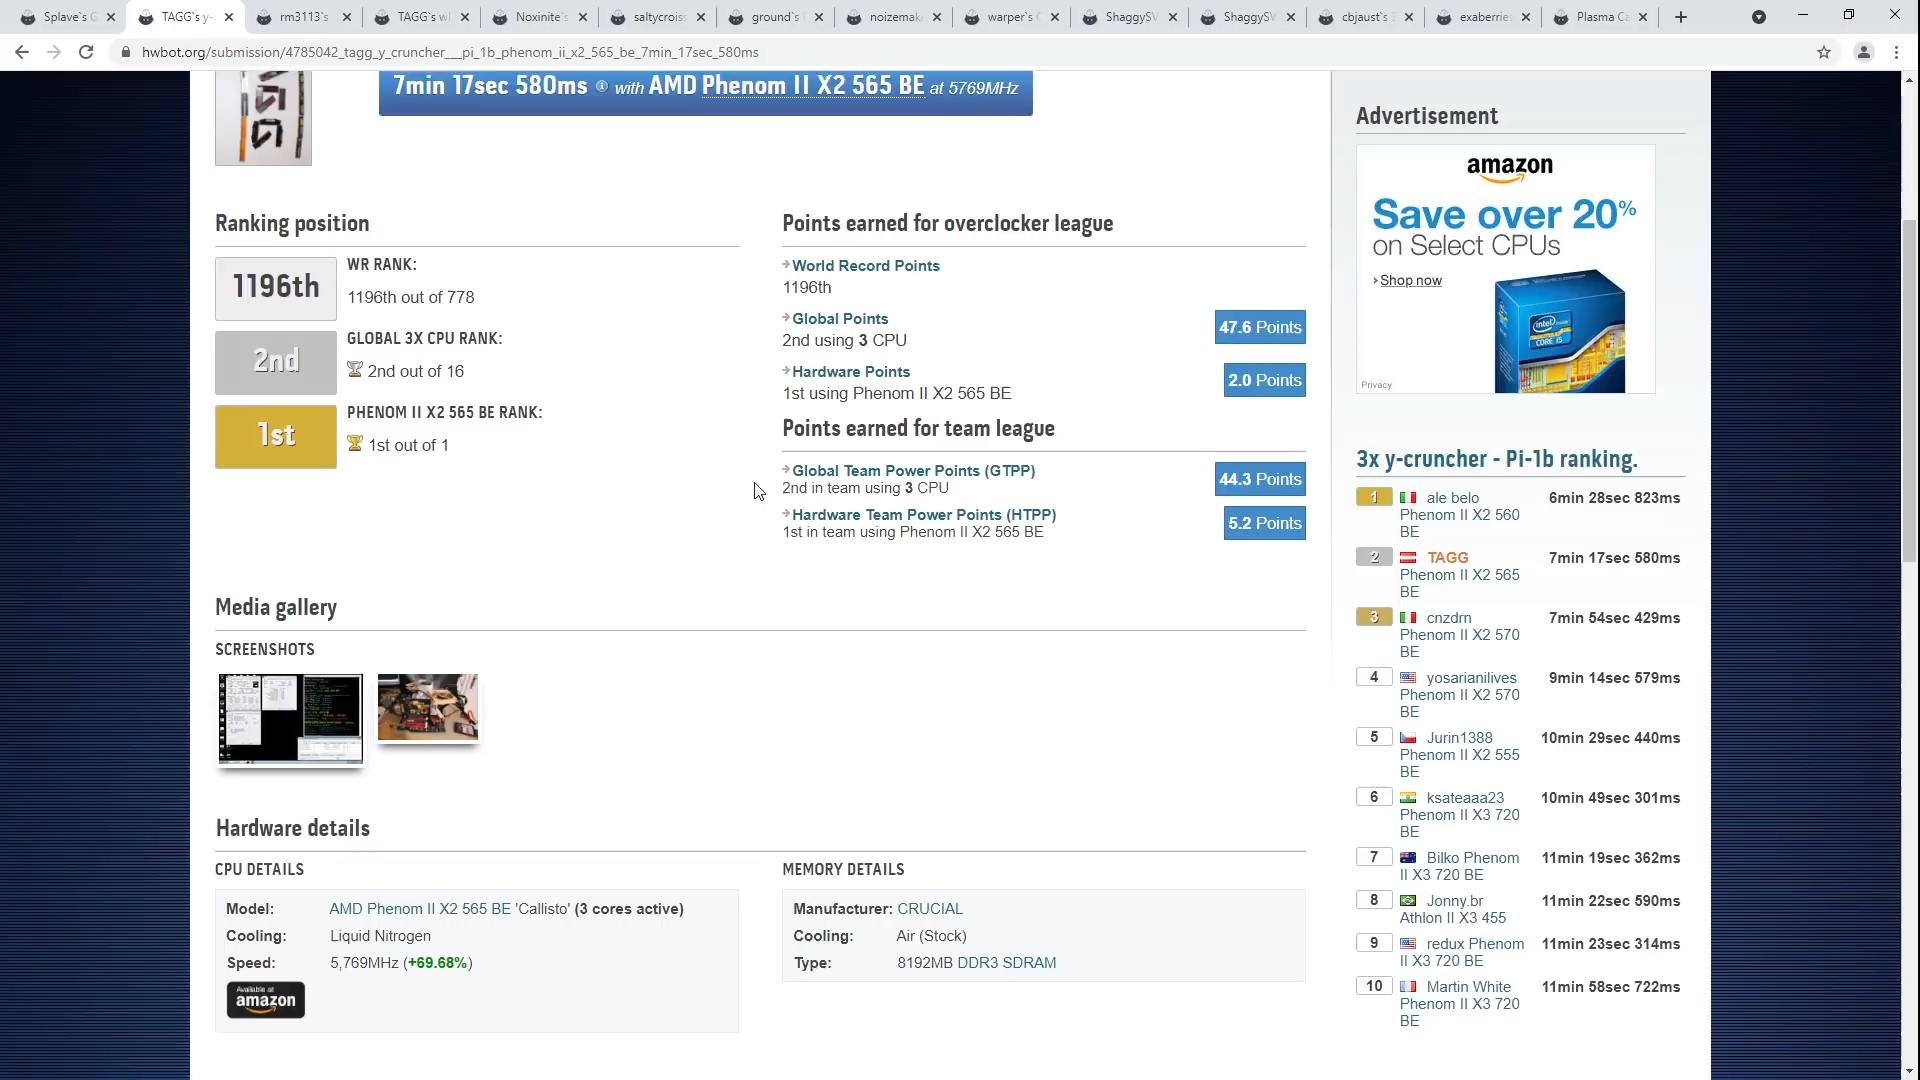 Splave`s G
TAGG`s y-
rm3113`s
TAGG`s wl
Noxinite`s
saltycrois
ground`s
noizemak
warper`s C
ShaggySV
ShaggySV
cbjaust`s
exaberrie
Plasma Ca
hwbot.org/submission/4785042_tagg_y_cruncher___pi_1b_phenom_ii_x2_565_be_7min_17sec_580ms
7min 17sec 580ms with AMD Phenom II X2 565 BE at 5769MHz
Ranking position
1196th
WR RANK:
1196th out of 778
2nd
GLOBAL 3X CPU RANK:
2nd out of 16
1st
PHENOM II X2 565 BE RANK:
1st out of 1
Points earned for overclocker league
World Record Points
1196th
Global Points
2nd using 3 CPU
47.6 Points
Hardware Points
1st using Phenom II X2 565 BE
2.0 Points
Points earned for team league
Global Team Power Points (GTPP)
2nd in team using 3 CPU
44.3 Points
Hardware Team Power Points (HTPP)
1st in team using Phenom II X2 565 BE
5.2 Points
Media gallery
SCREENSHOTS
Hardware details
CPU DETAILS
Model: AMD Phenom II X2 565 BE 'Callisto' (3 cores active)
Cooling: Liquid Nitrogen
Speed: 5,769MHz (+69.68%)
Available at
amazon
MEMORY DETAILS
Manufacturer: CRUCIAL
Cooling: Air (Stock)
Type: 8192MB DDR3 SDRAM
Advertisement
amazon
Save over 20%
on Select CPUs
Shop now
intel
CORE i5
Privacy
3x y-cruncher - Pi-1b ranking.
1 ale belo 6min 28sec 823ms
Phenom II X2 560
BE
2 TAGG 7min 17sec 580ms
Phenom II X2 565
BE
3 cnzdrn 7min 54sec 429ms
Phenom II X2 570
BE
4 yosarianilives 9min 14sec 579ms
Phenom II X2 570
BE
5 Jurin1388 10min 29sec 440ms
Phenom II X2 555
BE
6 ksateaaa23 10min 49sec 301ms
Phenom II X3 720
BE
7 Bilko Phenom 11min 19sec 362ms
II X3 720 BE
8 Jonny.br 11min 22sec 590ms
Athlon II X3 455
9 redux Phenom 11min 23sec 314ms
II X3 720 BE
10 Martin White 11min 58sec 722ms
Phenom II X3 720
BE